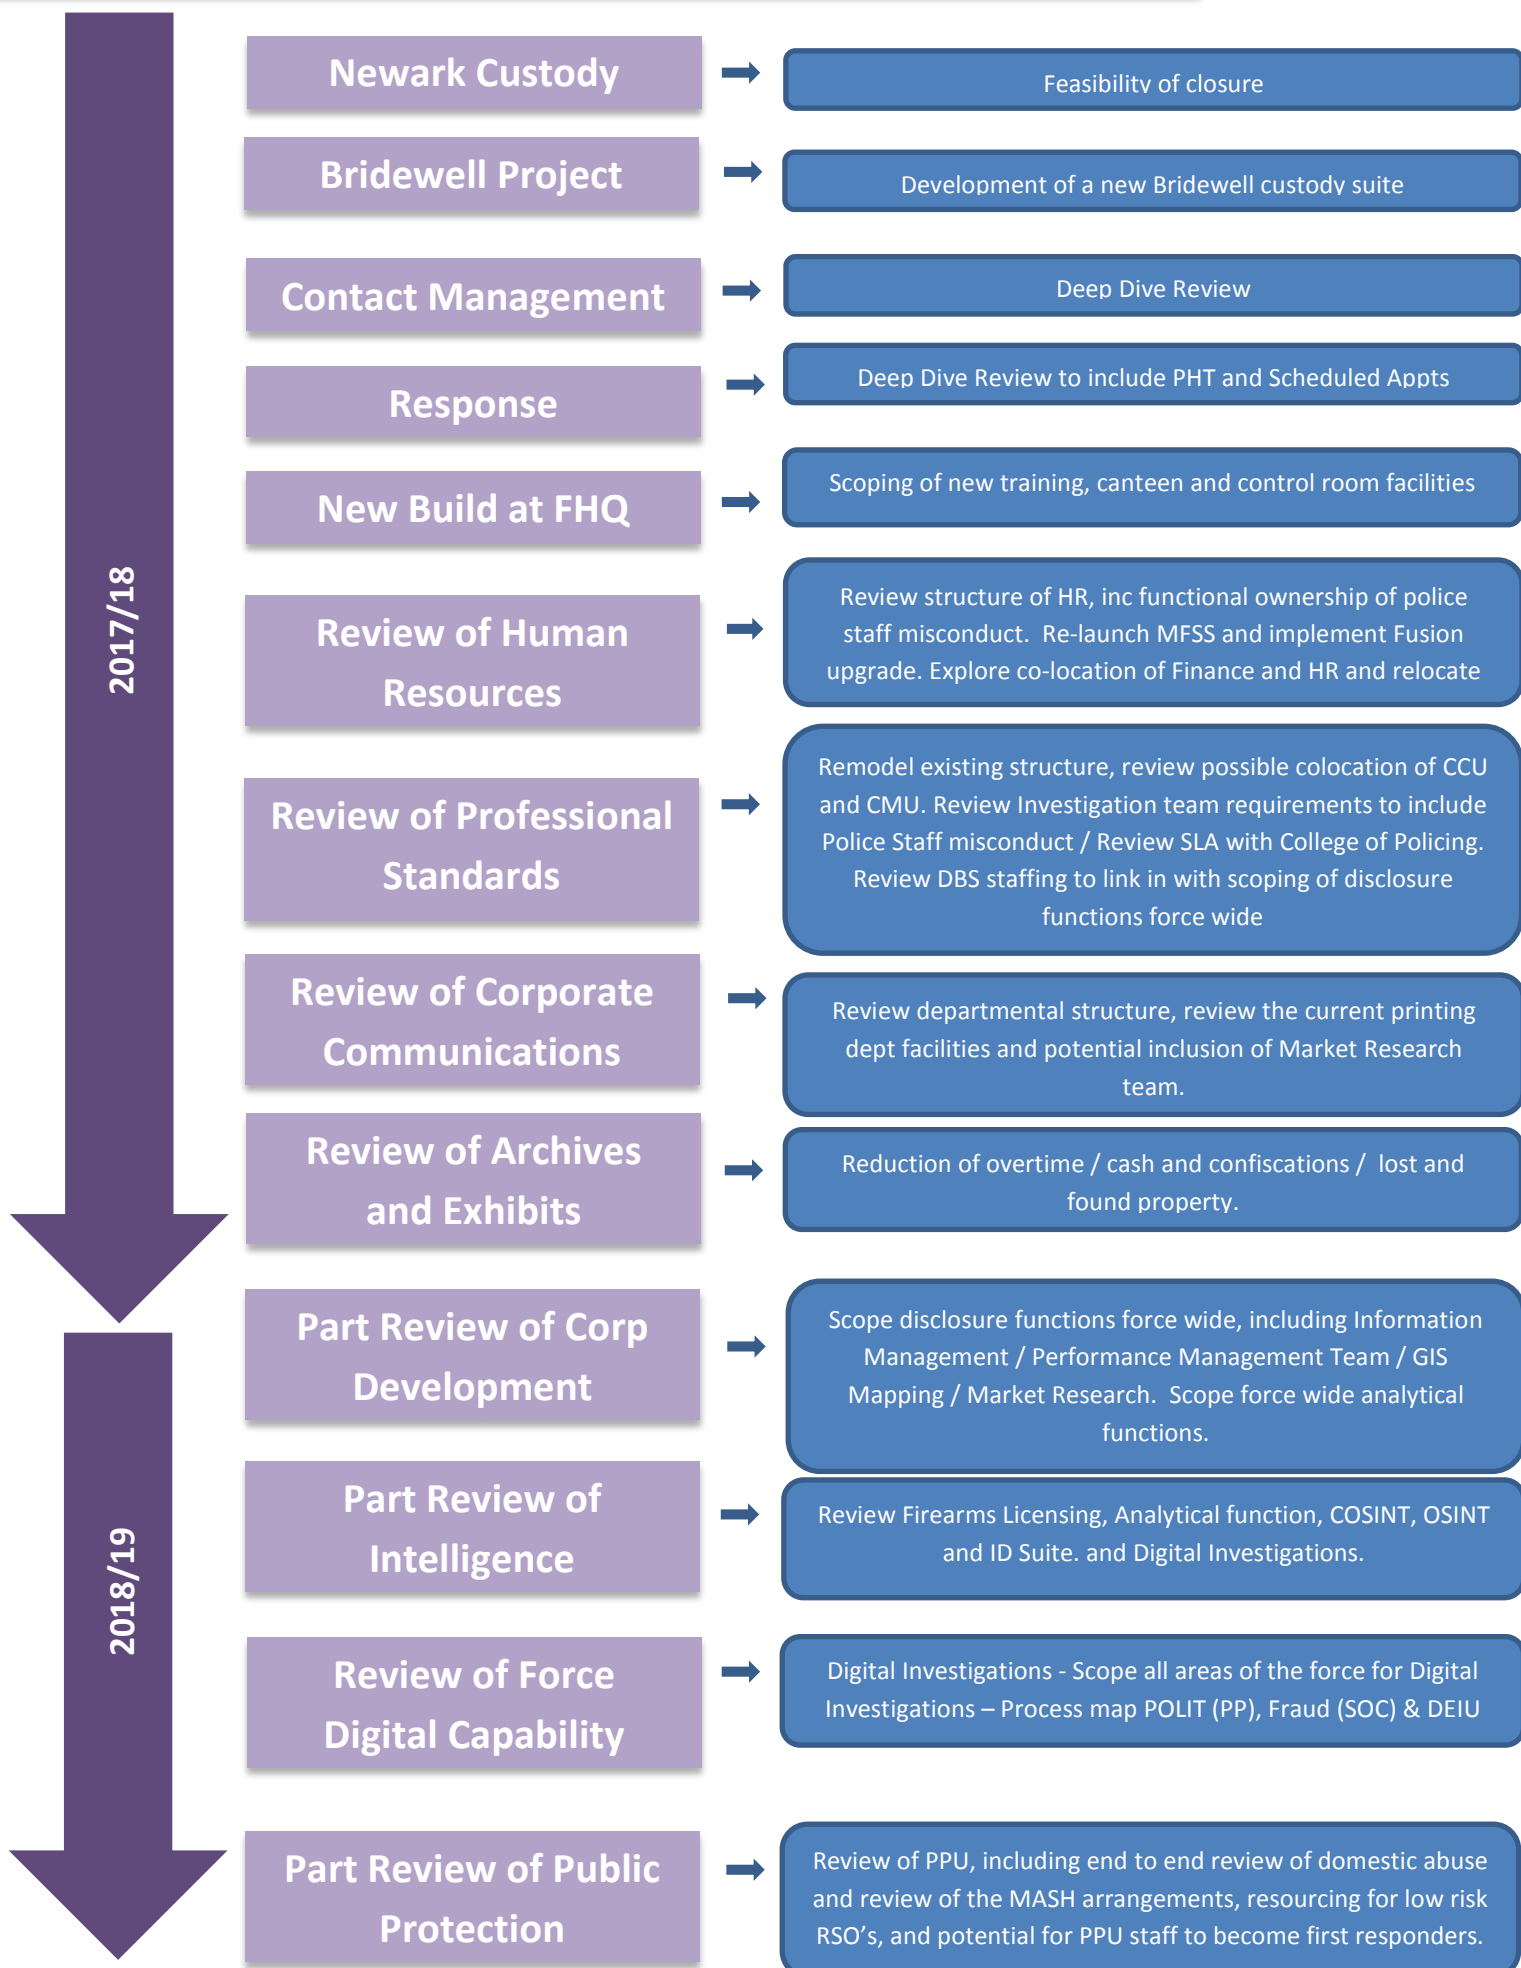 2017/18
Newark Custody
Feasibility of closure
Bridewell Project
Development of a new Bridewell custody suite
Contact Management
Deep Dive Review
Response
Deep Dive Review to include PHT and Scheduled Appts
New Build at FHQ
Scoping of new training, canteen and control room facilities
Review of Human
Resources
Review structure of HR, inc functional ownership of police
staff misconduct.  Re-launch MFSS and implement Fusion
upgrade. Explore co-location of Finance and HR and relocate
Review of Professional
Standards
Remodel existing structure, review possible colocation of CCU
and CMU. Review Investigation team requirements to include
Police Staff misconduct / Review SLA with College of Policing.
Review DBS staffing to link in with scoping of disclosure
functions force wide
Review of Corporate
Communications
Review departmental structure, review the current printing
dept facilities and potential inclusion of Market Research
team.
Review of Archives
and Exhibits
Reduction of overtime / cash and confiscations /  lost and
found property.
2018/19
Part Review of Corp
Development
Scope disclosure functions force wide, including Information
Management / Performance Management Team / GIS
Mapping / Market Research.  Scope force wide analytical
functions.
Part Review of
Intelligence
Review Firearms Licensing, Analytical function, COSINT, OSINT
and ID Suite. and Digital Investigations.
Review of Force
Digital Capability
Digital Investigations - Scope all areas of the force for Digital
Investigations – Process map POLIT (PP), Fraud (SOC) & DEIU
Part Review of Public
Protection
Review of PPU, including end to end review of domestic abuse
and review of the MASH arrangements, resourcing for low risk
RSO’s, and potential for PPU staff to become first responders.